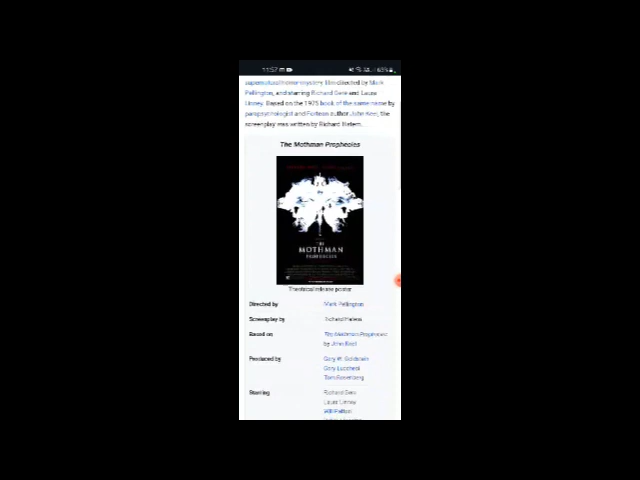 11:57
63%
supernatural horror mystery film directed by Mark
Pellington, and starring Richard Gere and Laura
Linney. Based on the 1975 book of the same name by
parapsychologist and Fortean author John Keel, the
screenplay was written by Richard Hatem.
The Mothman Prophecies
THE
MOTHMAN
PROPHECIES
Theatrical release poster
Directed by Mark Pellington
Screenplay by Richard Hatem
Based on The Mothman Prophecies
by John Keel
Produced by Gary W. Goldstein
Gary Lucchesi
Tom Rosenberg
Starring Richard Gere
Laura Linney
Will Patton